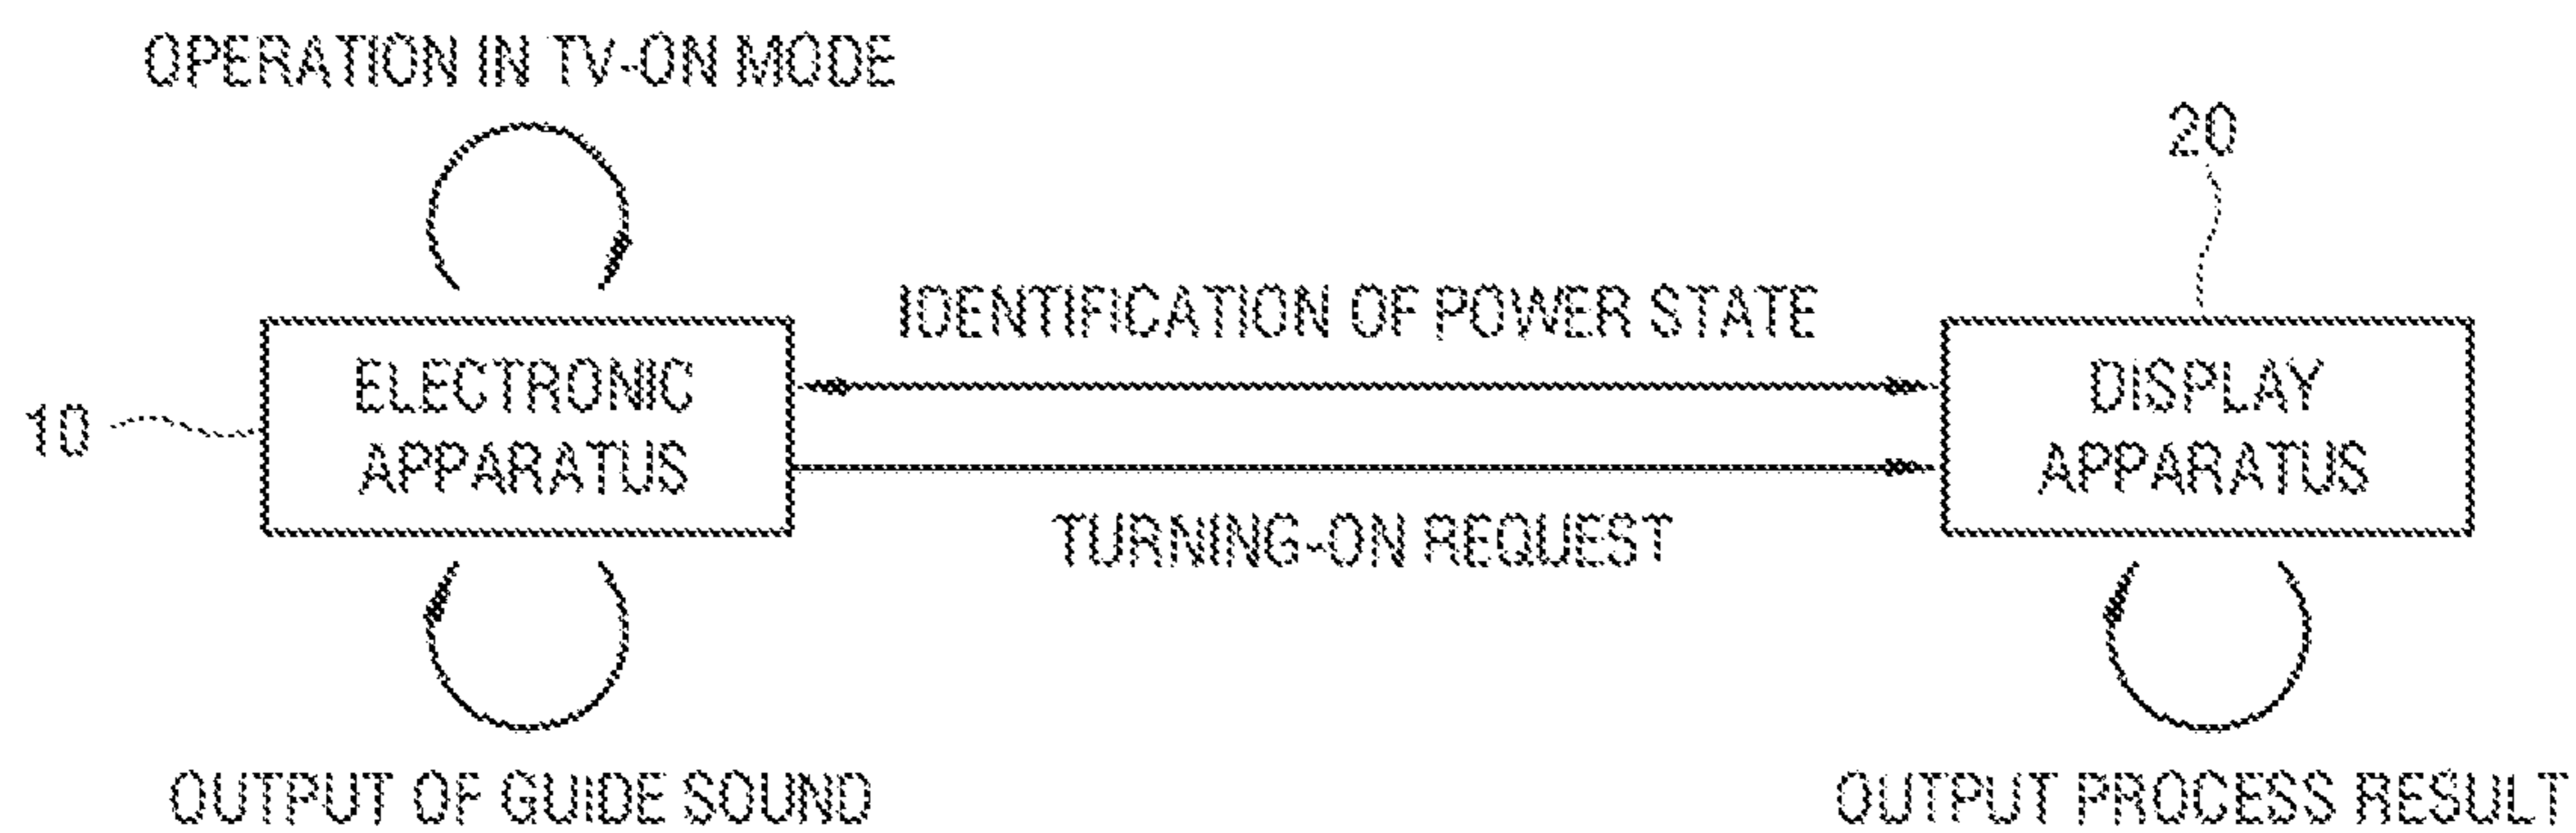 OPERATION IN TV-ON MODE
20
IDENTIFICATION OF POWER STATE
ELECTRONIC
APPARATUS
DISPLAY
APPARATUS
10
TURNING-ON REQUEST
OUTPUT OF GUIDE SOUND
OUTPUT PROCESS RESULT